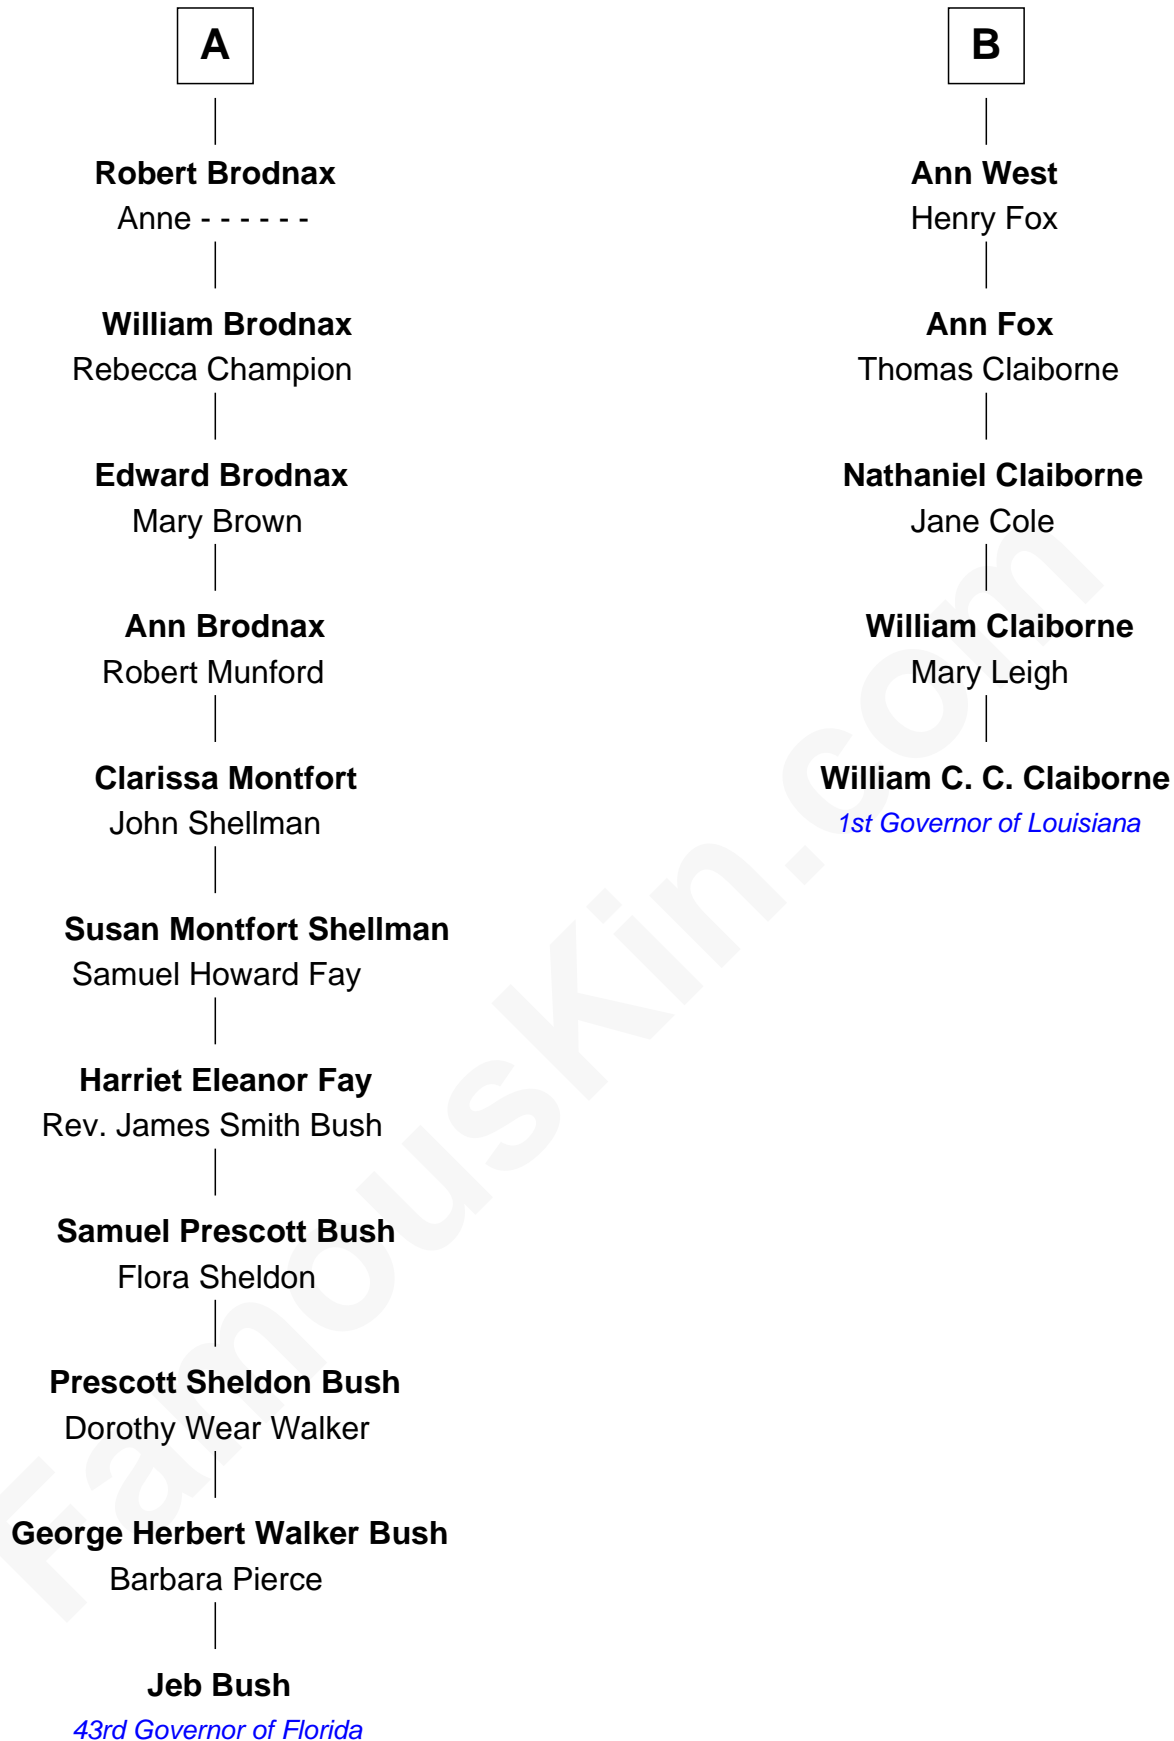 A
Robert Brodnax
Anne - - - - - -
William Brodnax
Rebecca Champion
Edward Brodnax
Mary Brown
Ann Brodnax
Robert Munford
Clarissa Montfort
John Shellman
Susan Montfort Shellman
Samuel Howard Fay
Harriet Eleanor Fay
Rev. James Smith Bush
Samuel Prescott Bush
Flora Sheldon
Prescott Sheldon Bush
Dorothy Wear Walker
George Herbert Walker Bush
Barbara Pierce
Jeb Bush
43rd Governor of Florida
B
Ann West
Henry Fox
Ann Fox
Thomas Claiborne
Nathaniel Claiborne
Jane Cole
William Claiborne
Mary Leigh
William C. C. Claiborne
1st Governor of Louisiana
FamousKin.com